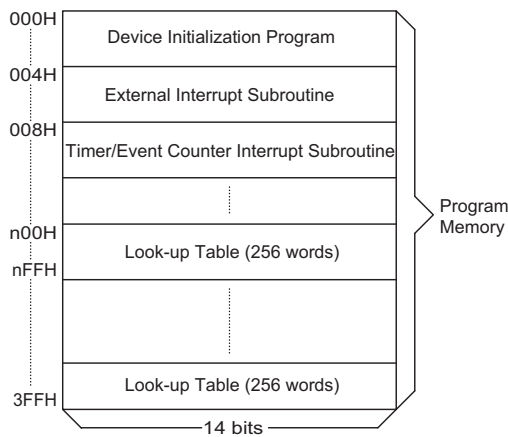 000H
Device Initialization Program
004H
External Interrupt Subroutine
008H
Timer/Event Counter Interrupt Subroutine
Program
Memory
n00H
Look-up Table (256 words)
nFFH
Look-up Table (256 words)
3FFH
14 bits